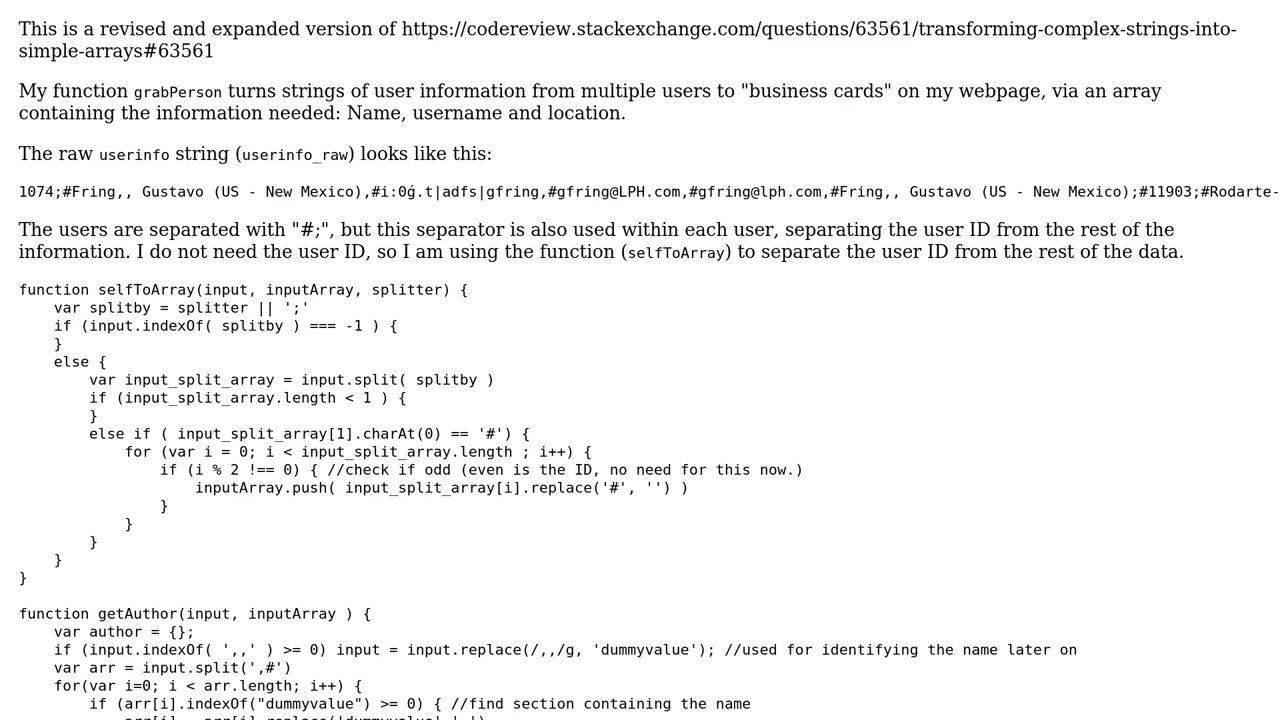 This is a revised and expanded version of https://codereview.stackexchange.com/questions/63561/transforming-complex-strings-into-
simple-arrays#63561
My function grabPerson turns strings of user information from multiple users to "business cards" on my webpage, via an array
containing the information needed: Name, username and location.
The raw userinfo string (userinfo_raw) looks like this:
1074;#Fring,, Gustavo (US - New Mexico),#i:0ǵ.t|adfs|gfring,#gfring@LPH.com,#gfring@lph.com,#Fring,, Gustavo (US - New Mexico);#11903;#Rodarte-
The users are separated with "#;", but this separator is also used within each user, separating the user ID from the rest of the
information. I do not need the user ID, so I am using the function (selfToArray) to separate the user ID from the rest of the data.
function selfToArray(input, inputArray, splitter) {
    var splitby = splitter || ';'
    if (input.indexOf( splitby ) === -1 ) {
    }
    else {
        var input_split_array = input.split( splitby )
        if (input_split_array.length < 1 ) {
        }
        else if ( input_split_array[1].charAt(0) == '#') {
            for (var i = 0; i < input_split_array.length ; i++) {
                if (i % 2 !== 0) { //check if odd (even is the ID, no need for this now.)
                    inputArray.push( input_split_array[i].replace('#', '') )
                }
            }
        }
    }
}
function getAuthor(input, inputArray ) {
    var author = {};
    if (input.indexOf( ',,' ) >= 0) input = input.replace(/,,/g, 'dummyvalue'); //used for identifying the name later on
    var arr = input.split(',#')
    for(var i=0; i < arr.length; i++) {
        if (arr[i].indexOf("dummyvalue") >= 0) { //find section containing the name